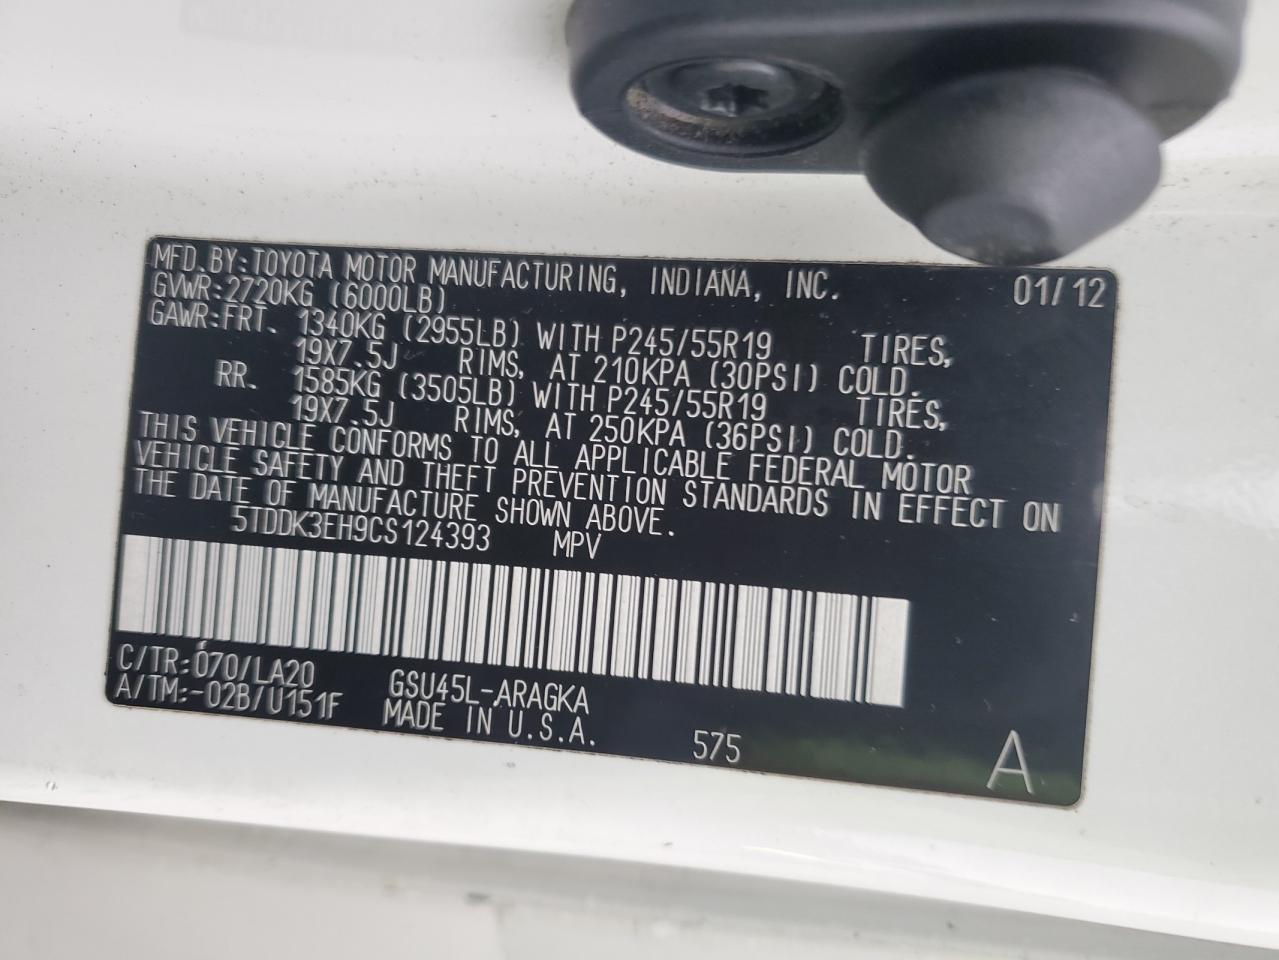 MFD. BY: TOYOTA MOTOR MANUFACTURING, INDIANA, INC. 01/12
GVWR: 2720KG (6000LB)
GAWR: FRT. 1340KG (2955LB) WITH P245/55R19 TIRES,
19X7.5J RIMS, AT 210KPA (30PSI) COLD.
RR. 1585KG (3505LB) WITH P245/55R19 TIRES,
19X7.5J RIMS, AT 250KPA (36PSI) COLD.
THIS VEHICLE CONFORMS TO ALL APPLICABLE FEDERAL MOTOR
VEHICLE SAFETY AND THEFT PREVENTION STANDARDS IN EFFECT ON
THE DATE OF MANUFACTURE SHOWN ABOVE.
5TDDK3EH9CS124393 MPV
C/TR: 070/LA20 GSU45L-ARAGKA
A/TM: -02B/U151F MADE IN U.S.A. 575 A